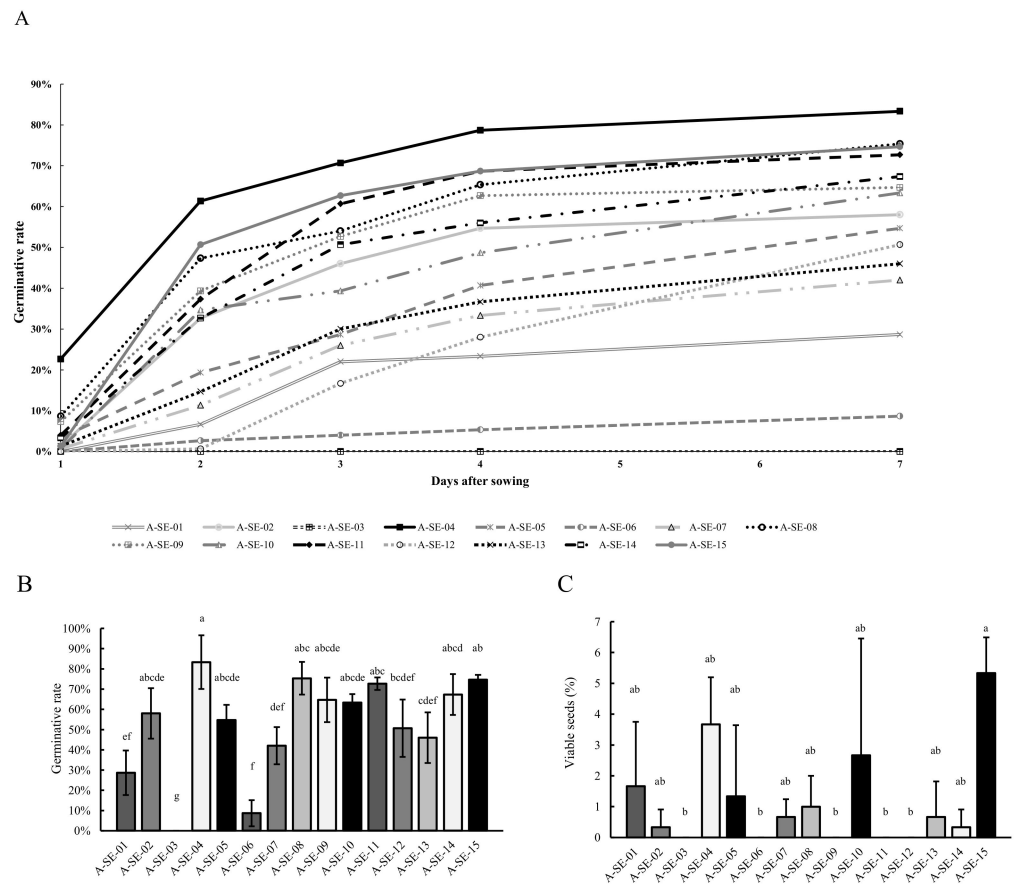 A
90%
80%
70%
60%
50%
40%
30%
20%
10%
0%
Germinative rate
1 2 3 4 5 6 7
Days after sowing
A-SE-01 A-SE-02 A-SE-03 A-SE-04 A-SE-05 A-SE-06 A-SE-07 A-SE-08
A-SE-09 A-SE-10 A-SE-11 A-SE-12 A-SE-13 A-SE-14 A-SE-15
B
100%
90%
80%
70%
60%
50%
40%
30%
20%
10%
0%
Germinative rate
ef abcde g a abcde f def abc abcde abcde abc bcdef cdef abcd ab
A-SE-01 A-SE-02 A-SE-03 A-SE-04 A-SE-05 A-SE-06 A-SE-07 A-SE-08 A-SE-09 A-SE-10 A-SE-11 A-SE-12 A-SE-13 A-SE-14 A-SE-15
C
7
6
5
4
3
2
1
0
Viable seeds (%)
ab ab b ab ab b ab ab b ab b b ab ab a
A-SE-01 A-SE-02 A-SE-03 A-SE-04 A-SE-05 A-SE-06 A-SE-07 A-SE-08 A-SE-09 A-SE-10 A-SE-11 A-SE-12 A-SE-13 A-SE-14 A-SE-15